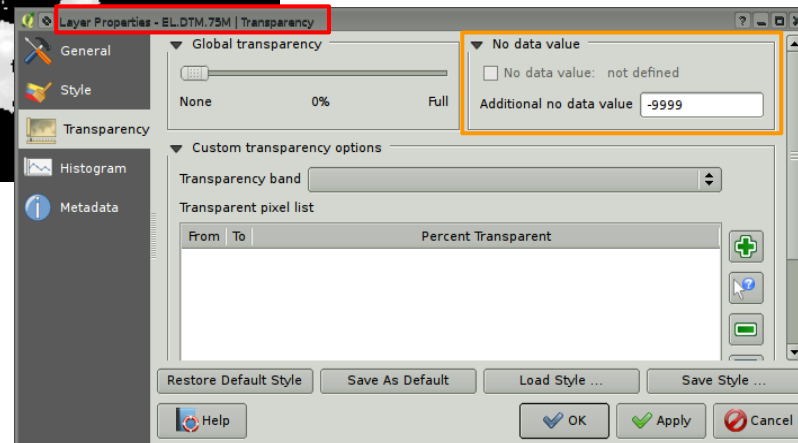 Layer Properties - EL.DTM.75M | Transparency
General
Style
Transparency
Histogram
Metadata
Global transparency
None 0% Full
No data value
No data value: not defined
Additional no data value -9999
Custom transparency options
Transparency band
Transparent pixel list
From To Percent Transparent
Restore Default Style Save As Default Load Style ... Save Style ...
Help OK Apply Cancel